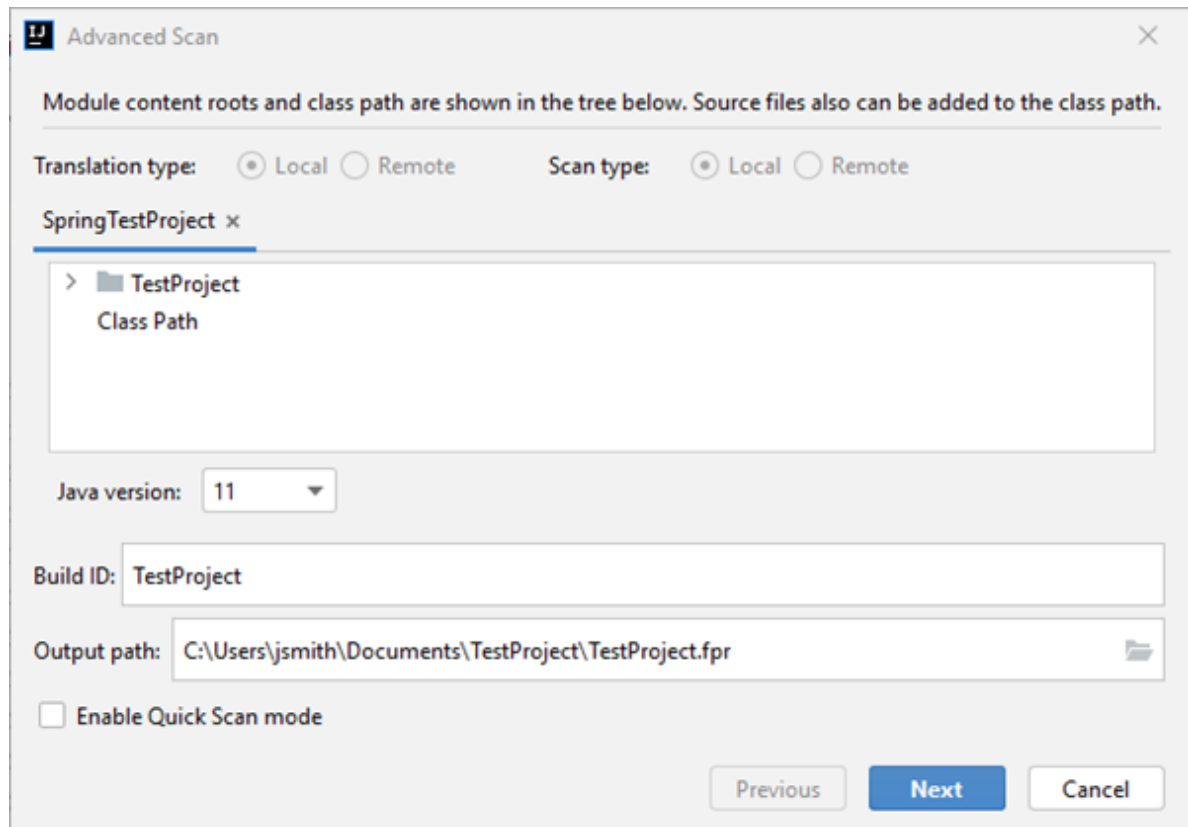 IJ Advanced Scan
Module content roots and class path are shown in the tree below. Source files also can be added to the class path.
Translation type: Local Remote Scan type: Local Remote
SpringTestProject ×
TestProject
Class Path
Java version: 11
Build ID: TestProject
Output path: C:\Users\jsmith\Documents\TestProject\TestProject.fpr
Enable Quick Scan mode
Previous Next Cancel